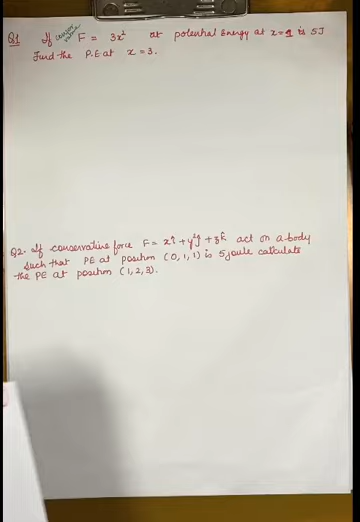 Q1 If conservative F = 3x² at potential Energy at x=1 is 5J
Find the P.E at x = 3.
Q2. If conservative force F = xî + y²ĵ + zk̂ act on a body
such that PE at position (0,1,1) is 5 joule calculate
the PE at position (1,2,3).